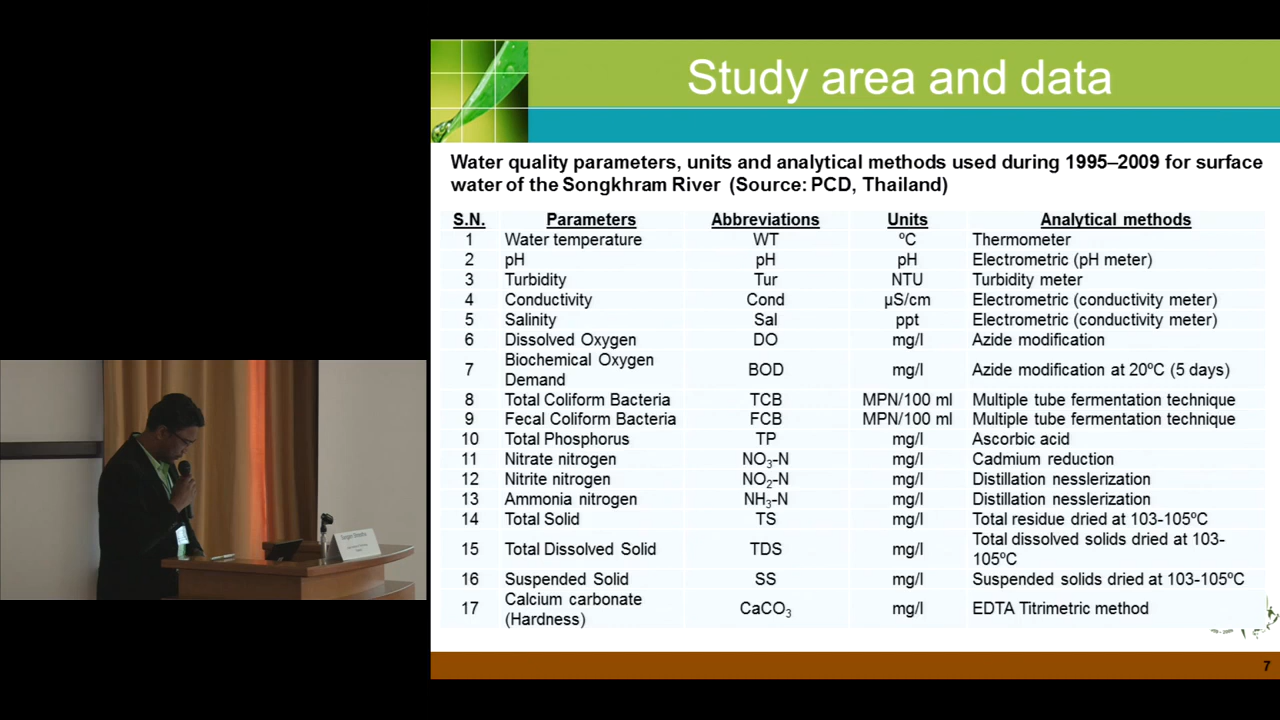 Study area and data
Water quality parameters, units and analytical methods used during 1995–2009 for surface
water of the Songkhram River (Source: PCD, Thailand)
S.N. Parameters Abbreviations Units Analytical methods
1 Water temperature WT ºC Thermometer
2 pH pH pH Electrometric (pH meter)
3 Turbidity Tur NTU Turbidity meter
4 Conductivity Cond µS/cm Electrometric (conductivity meter)
5 Salinity Sal ppt Electrometric (conductivity meter)
6 Dissolved Oxygen DO mg/l Azide modification
7 Biochemical Oxygen
Demand BOD mg/l Azide modification at 20ºC (5 days)
8 Total Coliform Bacteria TCB MPN/100 ml Multiple tube fermentation technique
9 Fecal Coliform Bacteria FCB MPN/100 ml Multiple tube fermentation technique
10 Total Phosphorus TP mg/l Ascorbic acid
11 Nitrate nitrogen NO₃-N mg/l Cadmium reduction
12 Nitrite nitrogen NO₂-N mg/l Distillation nesslerization
13 Ammonia nitrogen NH₃-N mg/l Distillation nesslerization
14 Total Solid TS mg/l Total residue dried at 103-105ºC
15 Total Dissolved Solid TDS mg/l Total dissolved solids dried at 103-
105ºC
16 Suspended Solid SS mg/l Suspended solids dried at 103-105ºC
17 Calcium carbonate
(Hardness) CaCO₃ mg/l EDTA Titrimetric method
7